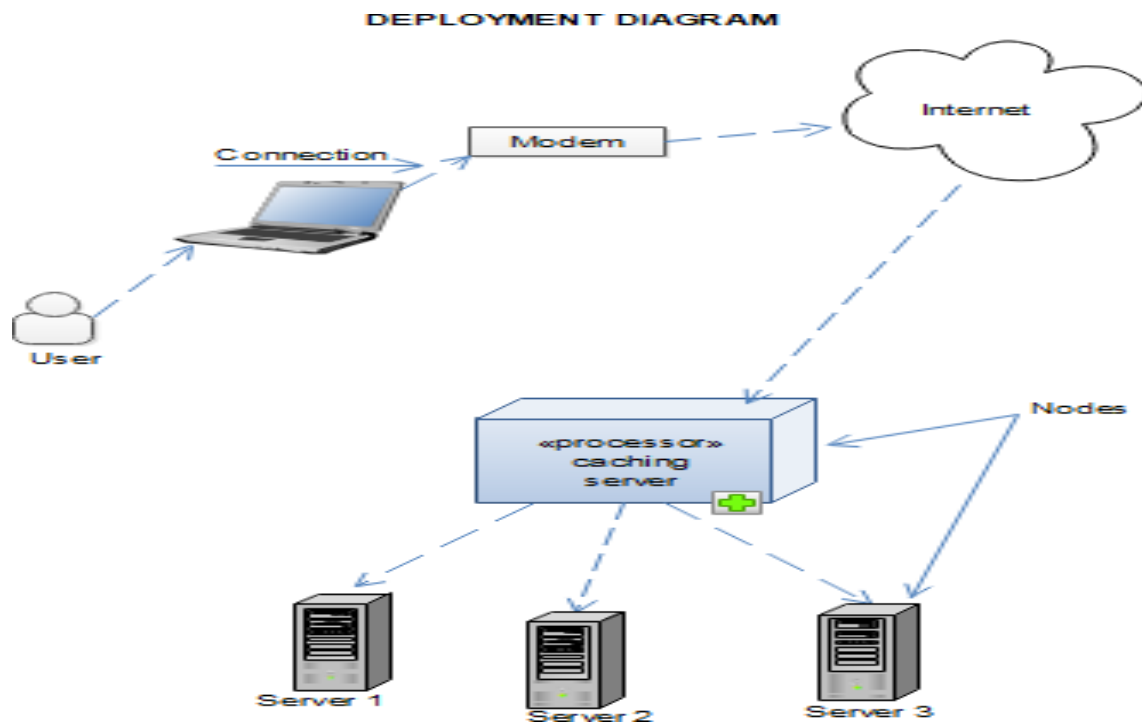 DEPLOYMENT DIAGRAM
Internet
Modem
Connection
User
Nodes
«processor»
caching
server
Server 1
Server 2
Server 3